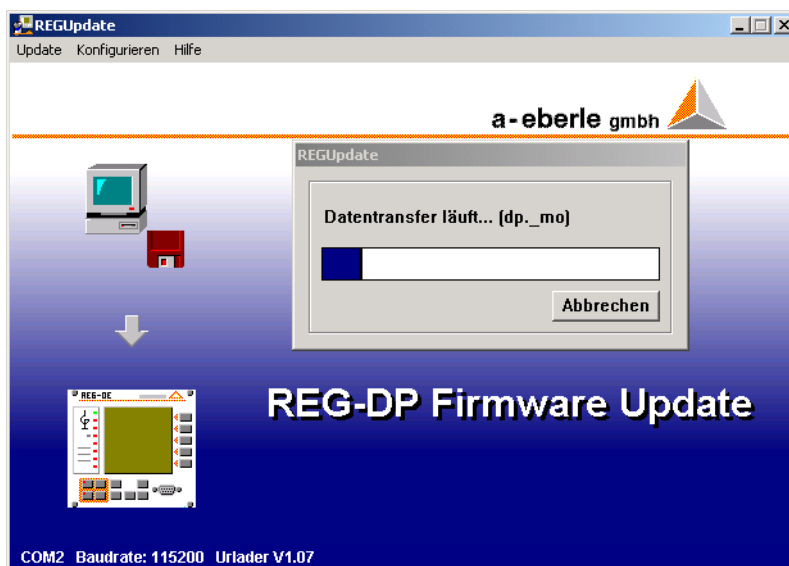 REGUpdate
Update Konfigurieren Hilfe
a-eberle gmbh
REGUpdate
Datentransfer läuft... (dp._mo)
Abbrechen
REG-DE
REG-DP Firmware Update
COM2 Baudrate: 115200 Urlader V1.07